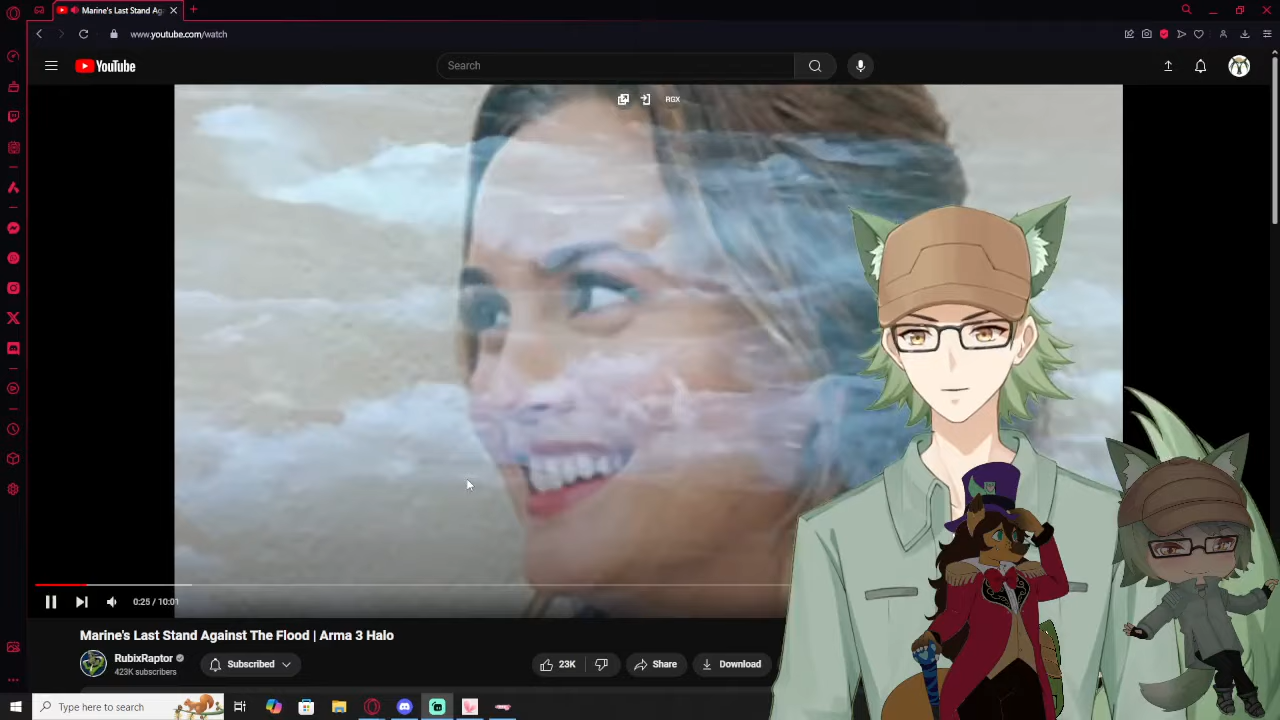 Marine's Last Stand Ag
www.youtube.com/watch
YouTube
Search
RGX
0:25 / 10:01
Marine's Last Stand Against The Flood | Arma 3 Halo
RubixRaptor
423K subscribers
Subscribed
23K
Share
Download
Type here to search